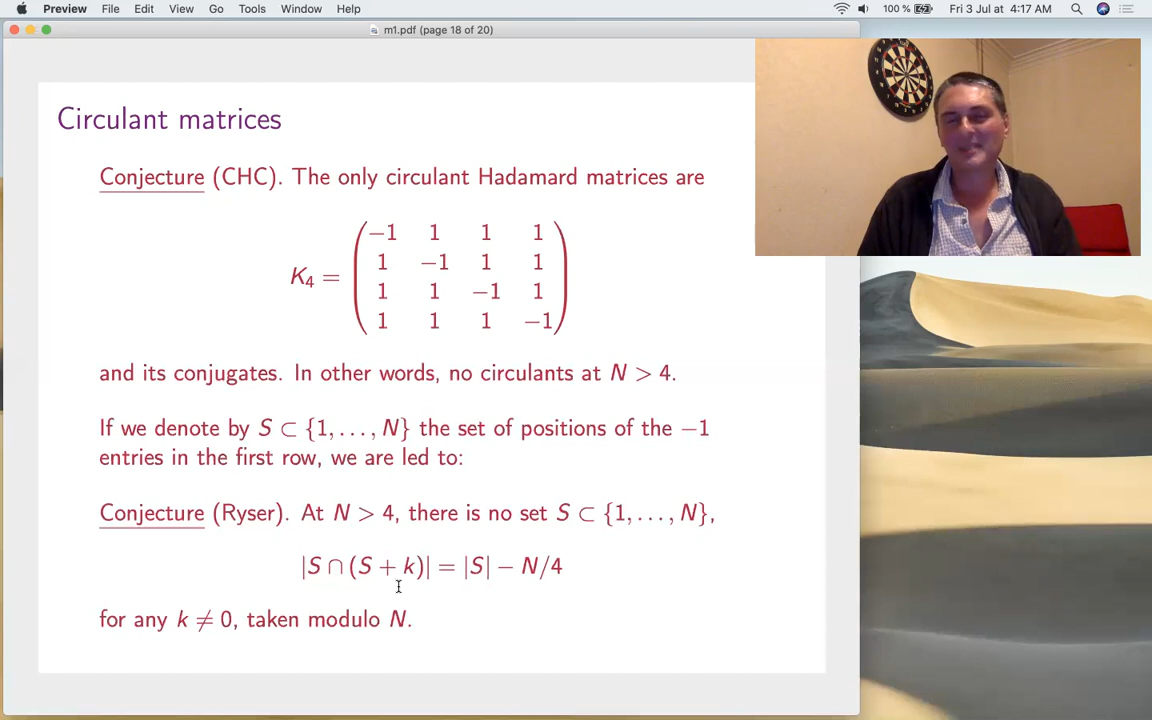 Preview File Edit View Go Tools Window Help 100 % Fri 3 Jul at 4:17 AM
m1.pdf (page 18 of 20)
Circulant matrices
Conjecture (CHC). The only circulant Hadamard matrices are
K₄ = ( −1 1 1 1
1 −1 1 1
1 1 −1 1
1 1 1 −1 )
and its conjugates. In other words, no circulants at N > 4.
If we denote by S ⊂ {1, . . . , N} the set of positions of the −1
entries in the first row, we are led to:
Conjecture (Ryser). At N > 4, there is no set S ⊂ {1, . . . , N},
|S ∩ (S + k)| = |S| − N/4
for any k ≠ 0, taken modulo N.